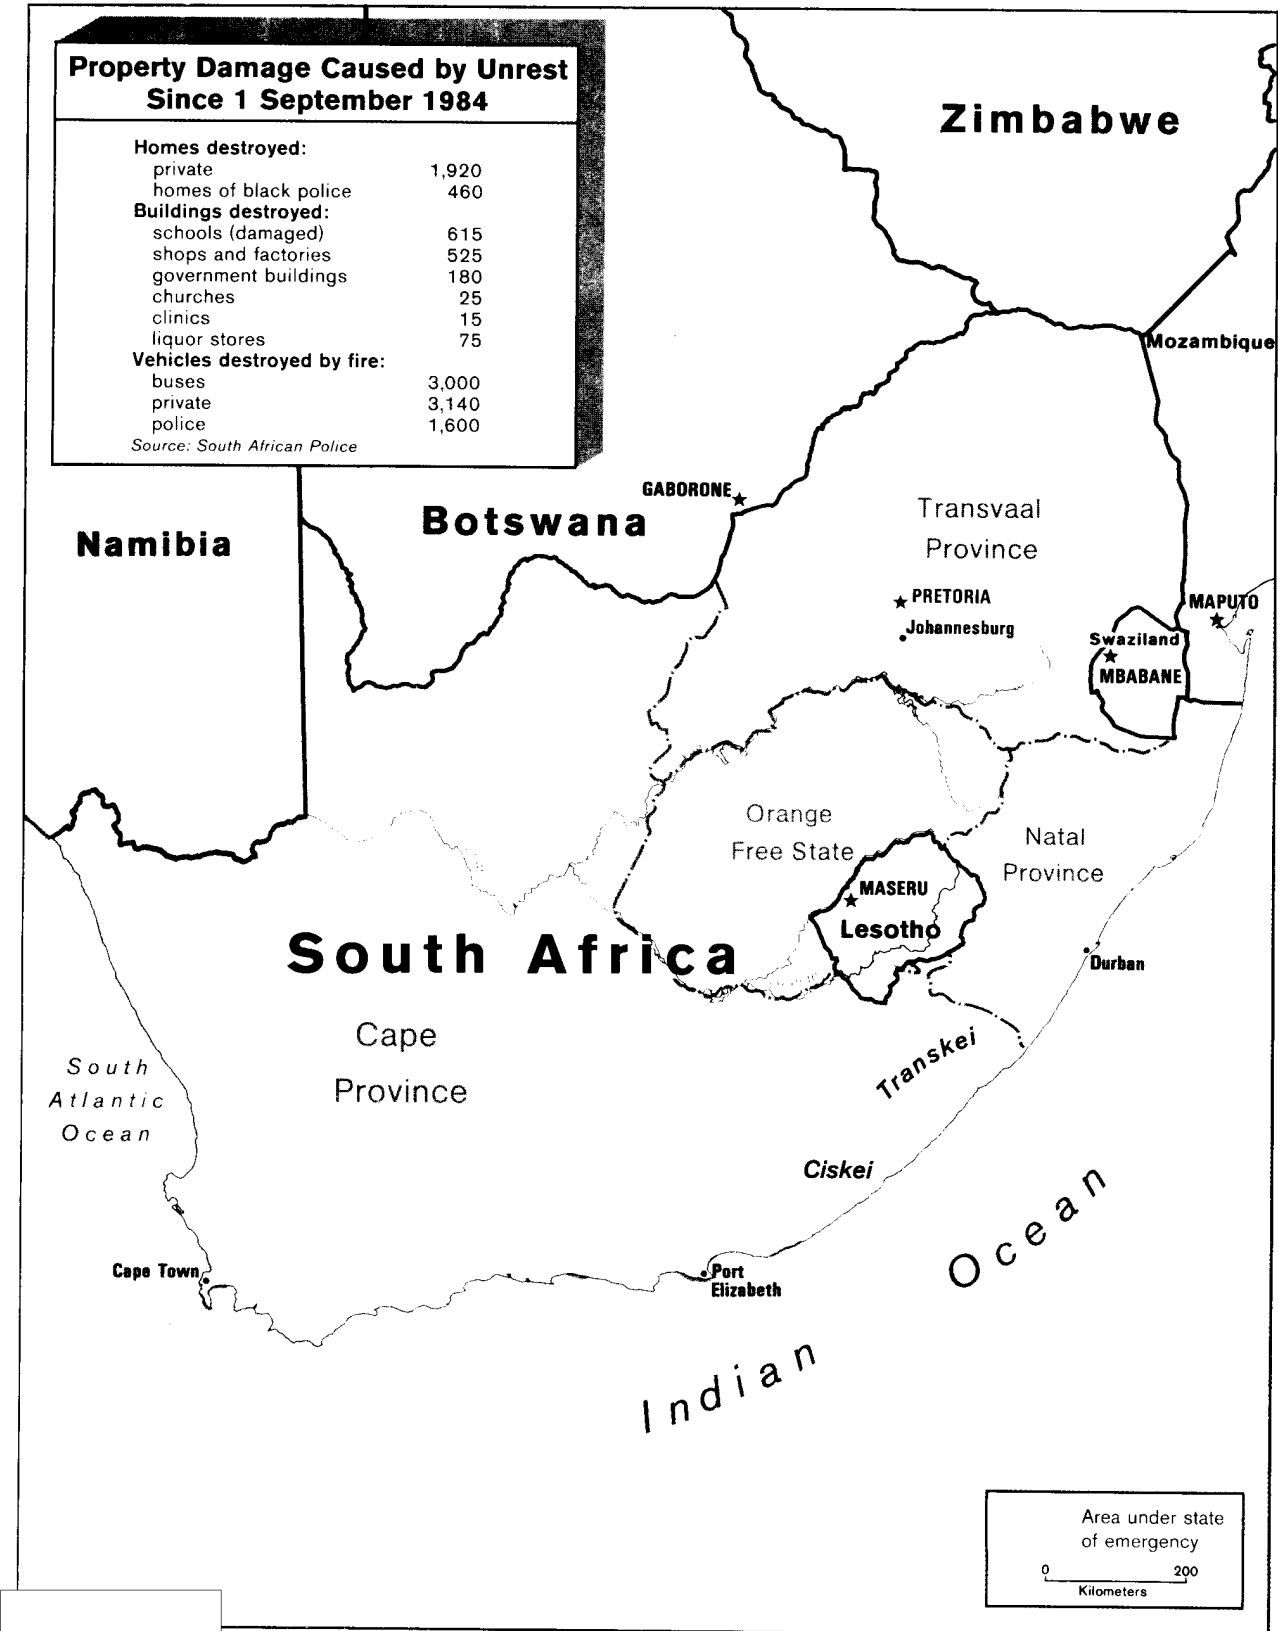 Property Damage Caused by Unrest
Since 1 September 1984
Homes destroyed:
private 1,920
homes of black police 460
Buildings destroyed:
schools (damaged) 615
shops and factories 525
government buildings 180
churches 25
clinics 15
liquor stores 75
Vehicles destroyed by fire:
buses 3,000
private 3,140
police 1,600
Source: South African Police
Zimbabwe
Mozambique
GABORONE
Botswana
Namibia
Transvaal
Province
PRETORIA
Johannesburg
MAPUTO
Swaziland
MBABANE
Orange
Free State
Natal
Province
MASERU
Lesotho
South Africa
Durban
Cape
Province
Transkei
South
Atlantic
Ocean
Ciskei
Cape Town
Port
Elizabeth
Indian Ocean
Area under state
of emergency
0 200
Kilometers